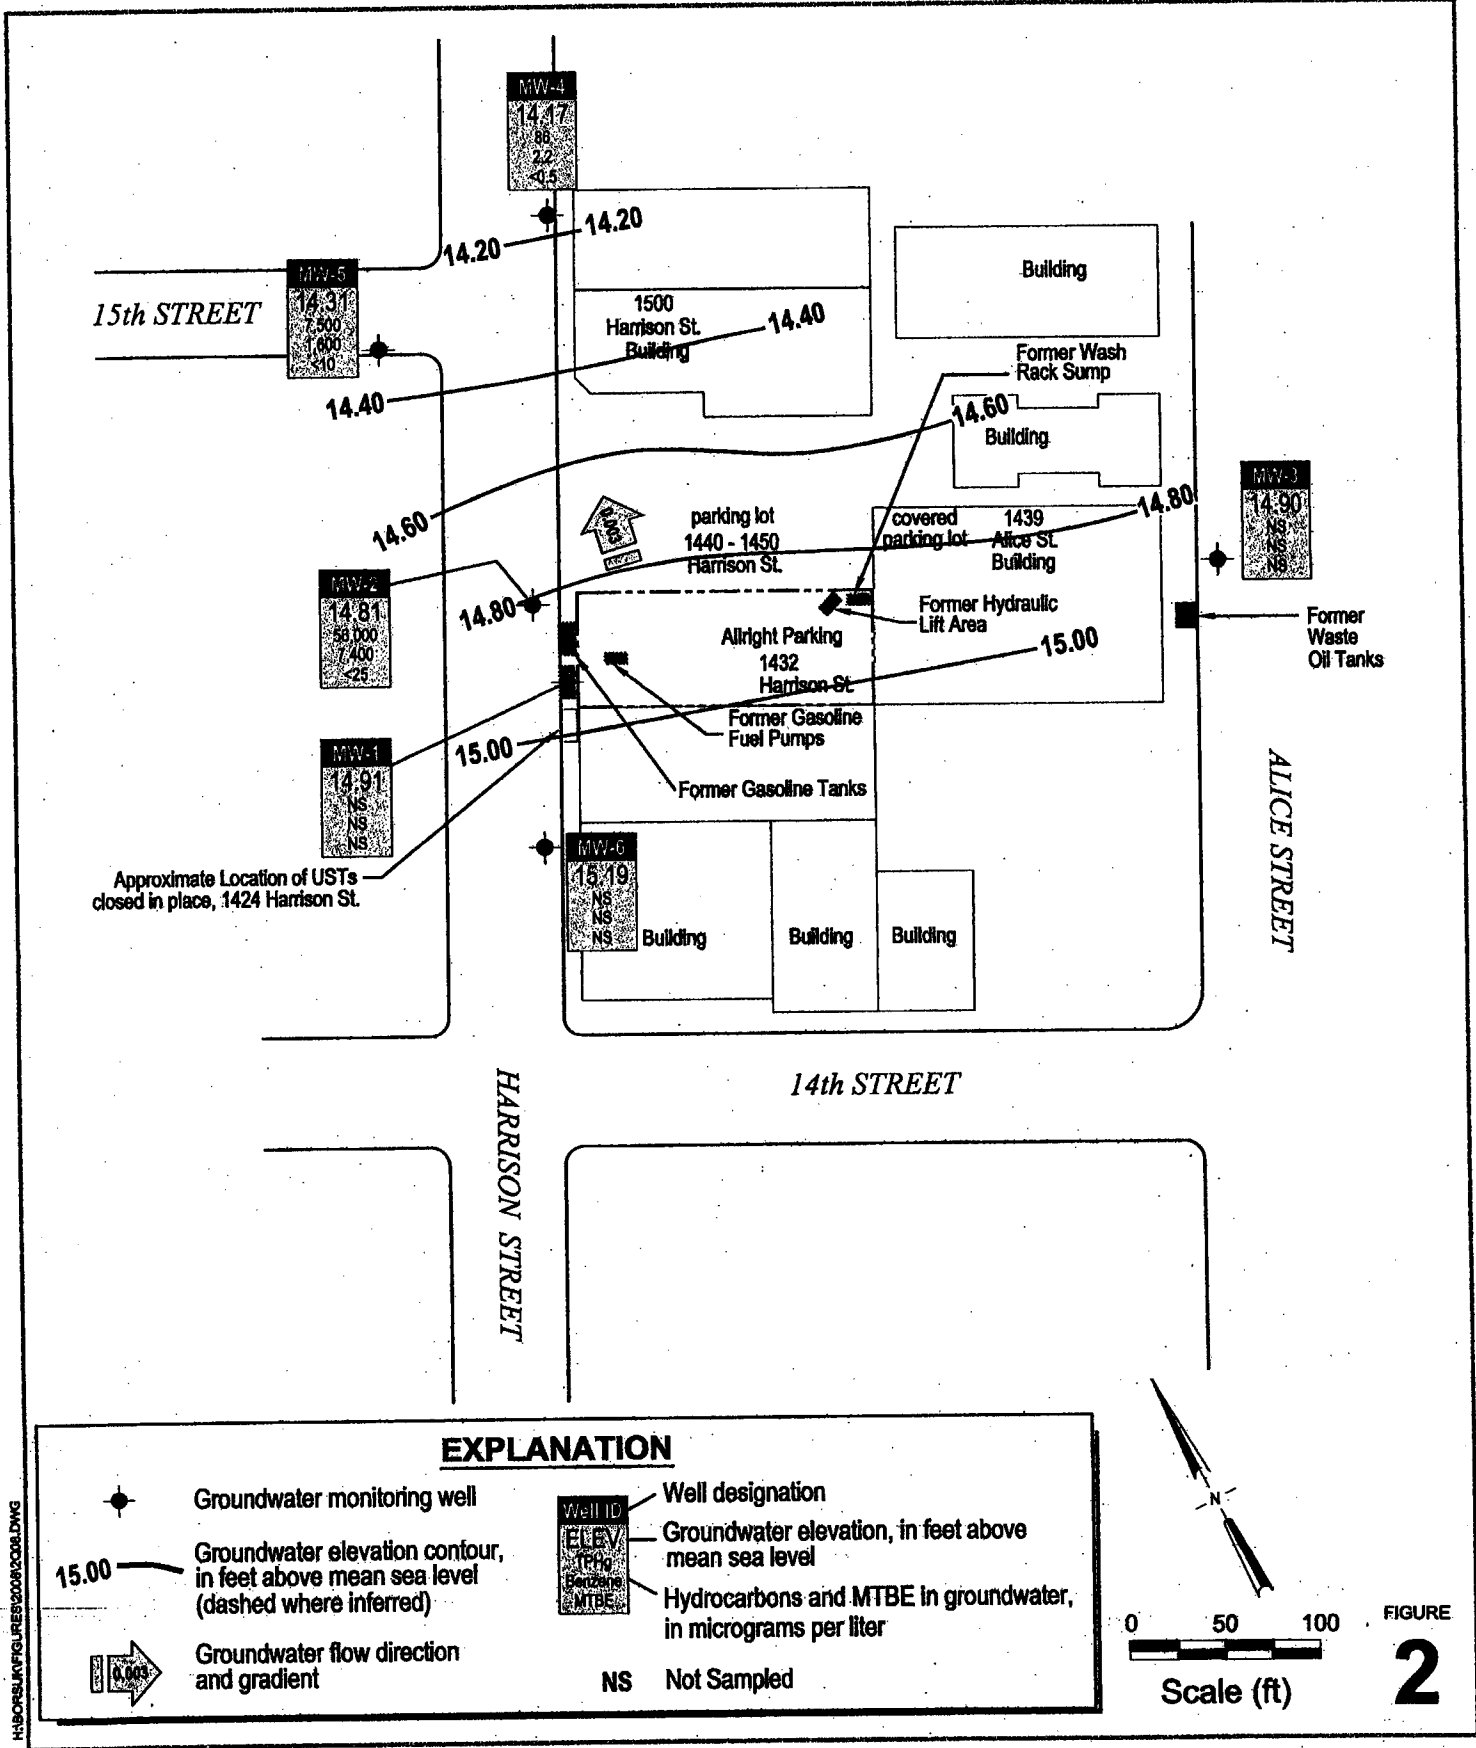 MW-4
14.17
86
2.2
<0.5
14.20
14.20
MW-5
14.31
7,500
1,600
<10
15th STREET
1500
Harrison St.
Building
14.40
14.40
Building
Former Wash
Rack Sump
14.60
Building
14.60
MW-3
14.90
NS
NS
NS
14.80
parking lot
1440 - 1450
Harrison St.
covered
parking lot
1439
Alice St.
Building
0.003
MW-2
14.81
58,000
7,400
<25
14.80
Former Hydraulic
Lift Area
Former
Waste
Oil Tanks
Allright Parking
1432
Harrison St.
15.00
Former Gasoline
Fuel Pumps
15.00
MW-1
14.91
NS
NS
NS
Former Gasoline Tanks
ALICE STREET
MW-6
15.19
NS
NS
NS
Approximate Location of USTs
closed in place, 1424 Harrison St.
Building
Building
Building
14th STREET
HARRISON STREET
EXPLANATION
Groundwater monitoring well
15.00
Groundwater elevation contour,
in feet above mean sea level
(dashed where inferred)
0.003
Groundwater flow direction
and gradient
Well ID
ELEV
TPHg
Benzene
MTBE
Well designation
Groundwater elevation, in feet above
mean sea level
Hydrocarbons and MTBE in groundwater,
in micrograms per liter
NS Not Sampled
N
0 50 100
Scale (ft)
FIGURE
2
H:\BORSUK\FIGURES\2008\2Q08.DWG